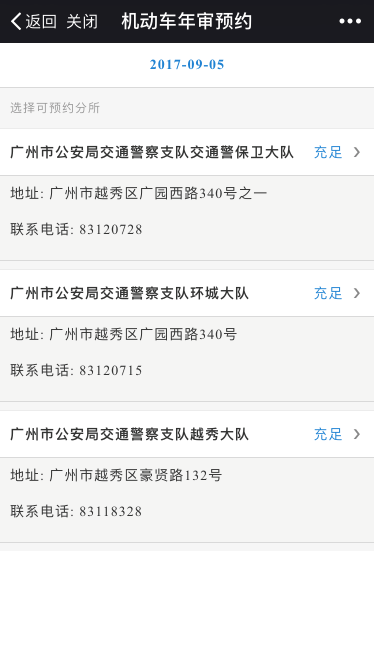 返回 关闭 机动车年审预约
2017-09-05
选择可预约分所
广州市公安局交通警察支队交通警保卫大队 充足
地址: 广州市越秀区广园西路340号之一
联系电话: 83120728
广州市公安局交通警察支队环城大队 充足
地址: 广州市越秀区广园西路340号
联系电话: 83120715
广州市公安局交通警察支队越秀大队 充足
地址: 广州市越秀区豪贤路132号
联系电话: 83118328